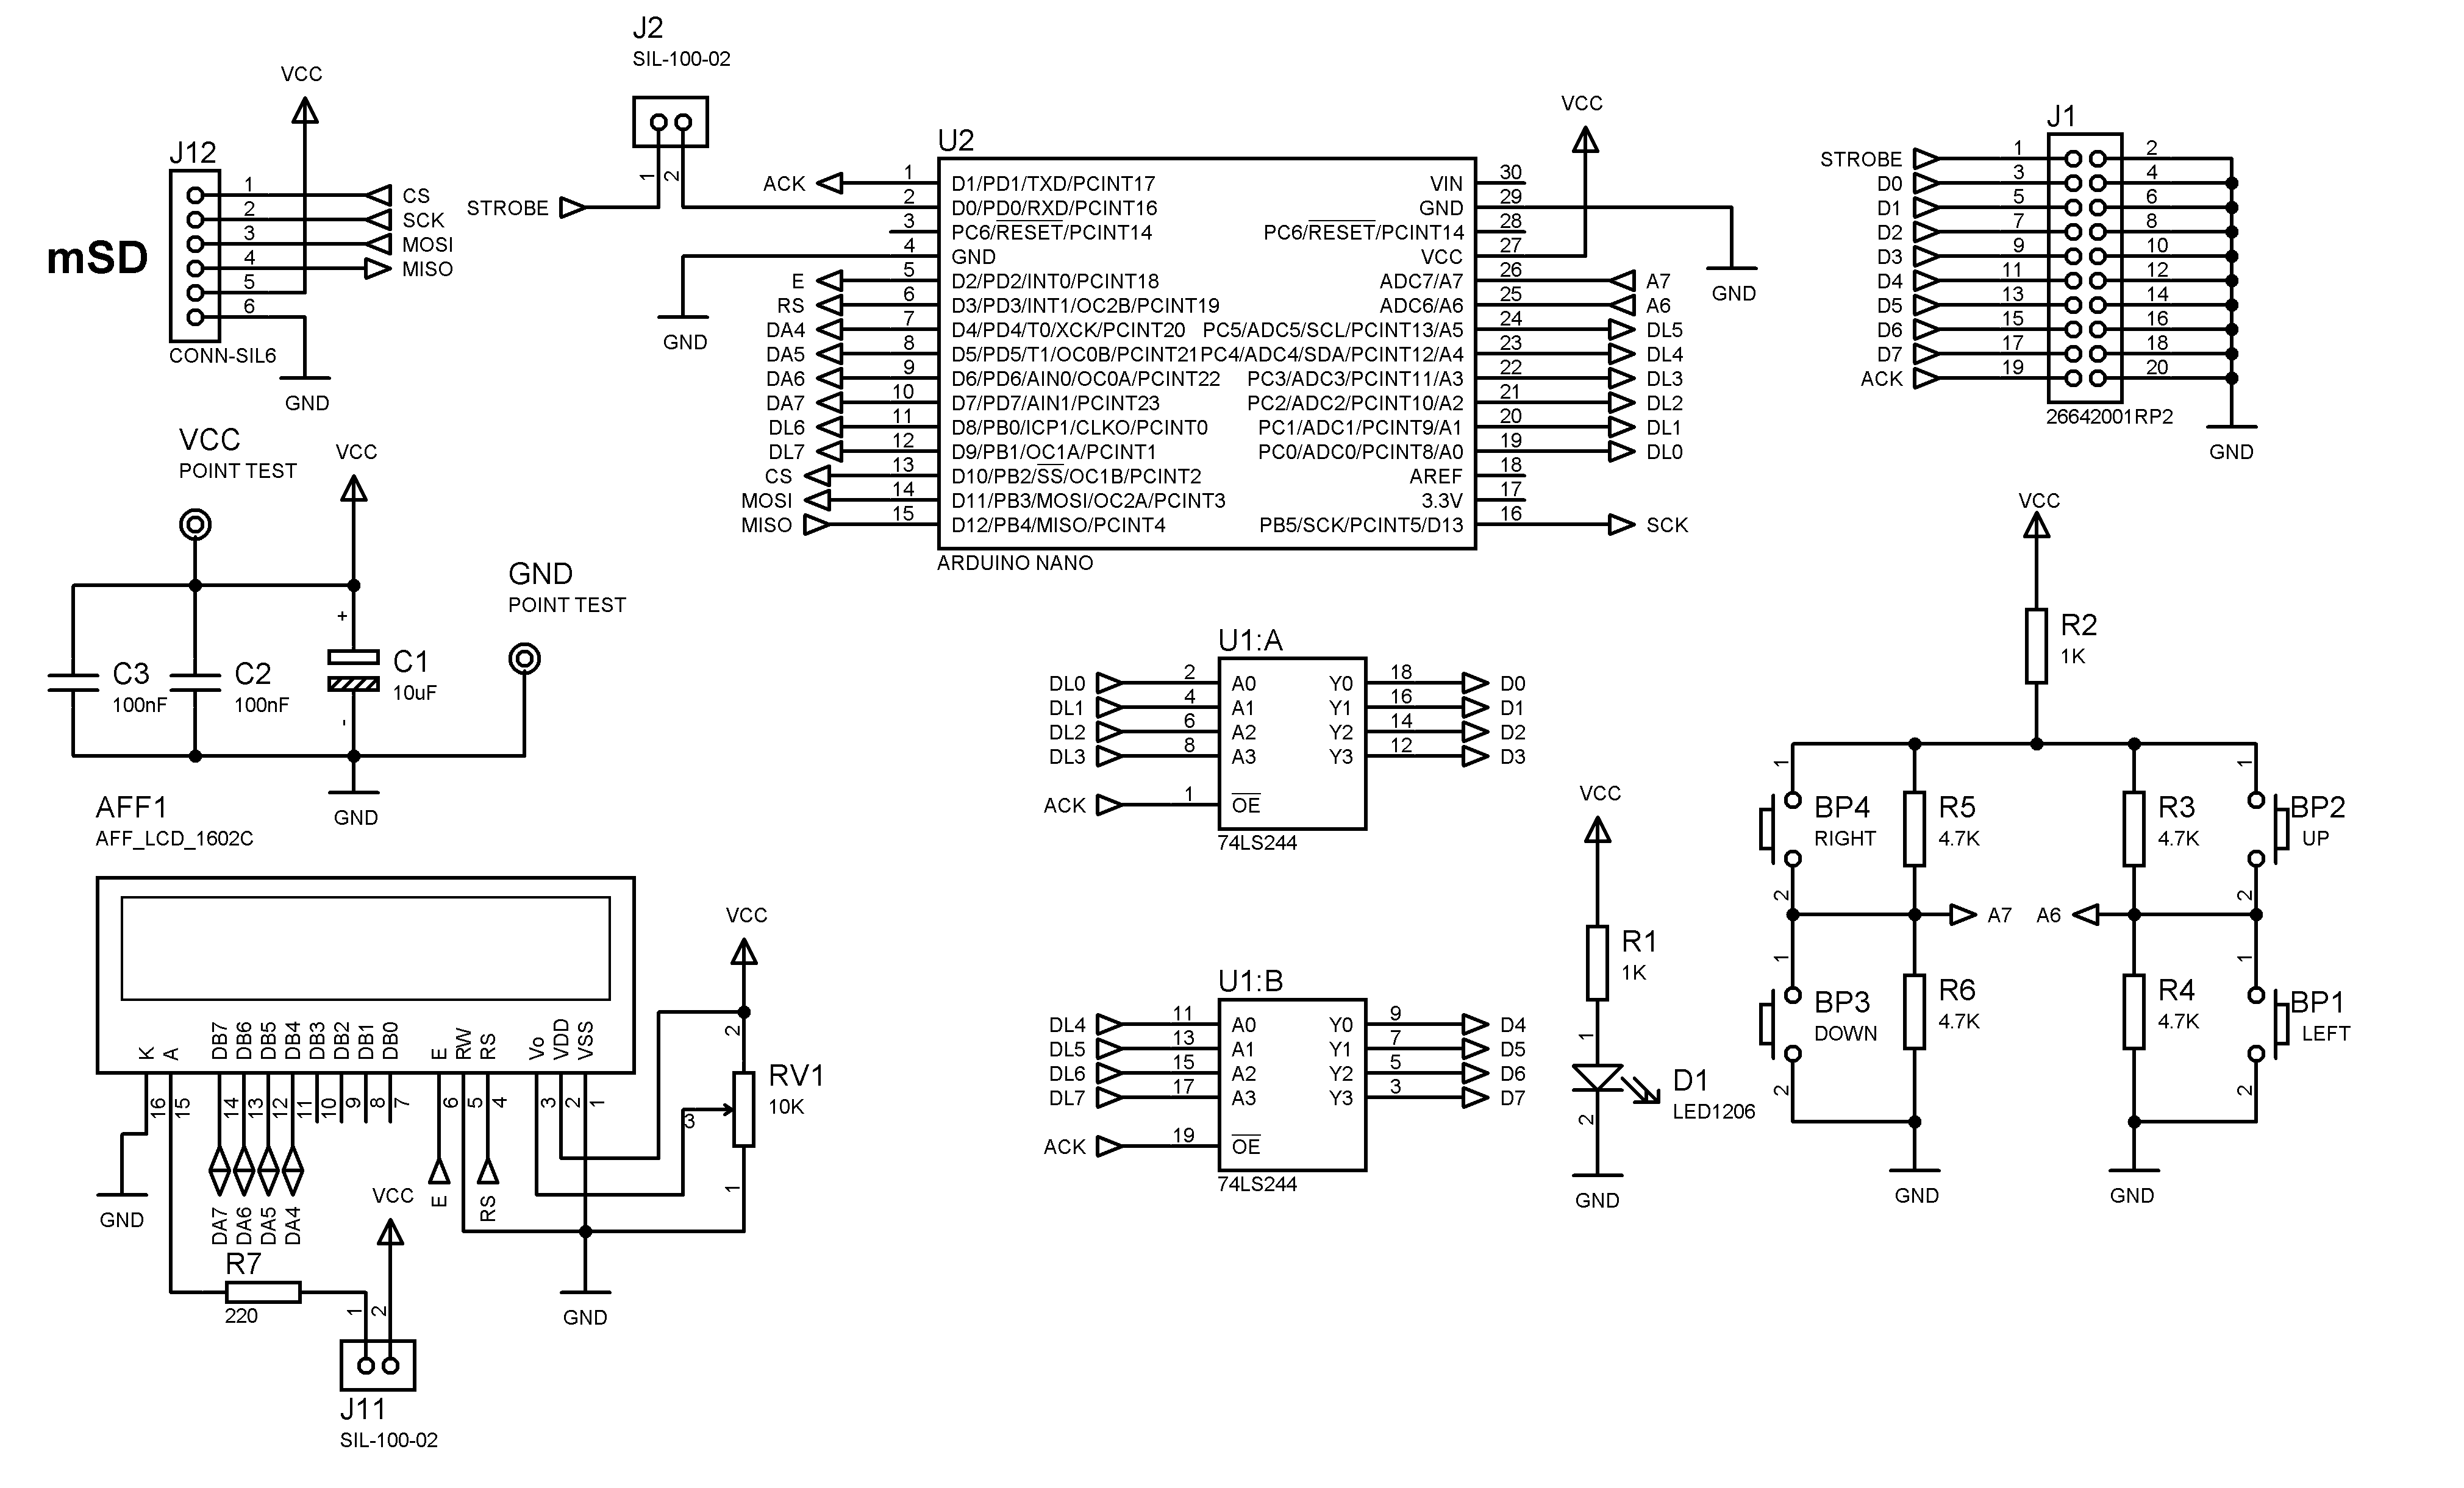 J2
SIL-100-02
1
2
STROBE
VCC
J12
mSD
1 CS
2 SCK
3 MOSI
4 MISO
5
6
CONN-SIL6
GND
U2
ACK 1 D1/PD1/TXD/PCINT17
2 D0/PD0/RXD/PCINT16
3 PC6/RESET/PCINT14
4 GND
E 5 D2/PD2/INT0/PCINT18
RS 6 D3/PD3/INT1/OC2B/PCINT19
DA4 7 D4/PD4/T0/XCK/PCINT20
DA5 8 D5/PD5/T1/OC0B/PCINT21
DA6 9 D6/PD6/AIN0/OC0A/PCINT22
DA7 10 D7/PD7/AIN1/PCINT23
DL6 11 D8/PB0/ICP1/CLKO/PCINT0
DL7 12 D9/PB1/OC1A/PCINT1
CS 13 D10/PB2/SS/OC1B/PCINT2
MOSI 14 D11/PB3/MOSI/OC2A/PCINT3
MISO 15 D12/PB4/MISO/PCINT4
GND
VIN 30
GND 29
PC6/RESET/PCINT14 28
VCC 27
ADC7/A7 26 A7
ADC6/A6 25 A6
PC5/ADC5/SCL/PCINT13/A5 24 DL5
PC4/ADC4/SDA/PCINT12/A4 23 DL4
PC3/ADC3/PCINT11/A3 22 DL3
PC2/ADC2/PCINT10/A2 21 DL2
PC1/ADC1/PCINT9/A1 20 DL1
PC0/ADC0/PCINT8/A0 19 DL0
AREF 18
3.3V 17
PB5/SCK/PCINT5/D13 16 SCK
ARDUINO NANO
VCC
GND
J1
STROBE 1 2
D0 3 4
D1 5 6
D2 7 8
D3 9 10
D4 11 12
D5 13 14
D6 15 16
D7 17 18
ACK 19 20
26642001RP2
GND
VCC
POINT TEST
VCC
GND
POINT TEST
+
C3
100nF
C2
100nF
C1
10uF
-
GND
U1:A
DL0 2 A0 Y0 18 D0
DL1 4 A1 Y1 16 D1
DL2 6 A2 Y2 14 D2
DL3 8 A3 Y3 12 D3
ACK 1 OE
74LS244
U1:B
DL4 11 A0 Y0 9 D4
DL5 13 A1 Y1 7 D5
DL6 15 A2 Y2 5 D6
DL7 17 A3 Y3 3 D7
ACK 19 OE
74LS244
VCC
R1
1K
1
D1
LED1206
2
GND
VCC
R2
1K
1
BP4
RIGHT
2
R5
4.7K
R3
4.7K
1
BP2
UP
2
A7
A6
1
BP3
DOWN
2
R6
4.7K
R4
4.7K
1
BP1
LEFT
2
GND
GND
AFF1
AFF_LCD_1602C
K A DB7 DB6 DB5 DB4 DB3 DB2 DB1 DB0 E RW RS Vo VDD VSS
16 15 14 13 12 11 10 9 8 7 6 5 4 3 2 1
GND
DA7 DA6 DA5 DA4
E
RS
VCC
2
RV1
10K
3
1
GND
R7
220
VCC
1
2
J11
SIL-100-02